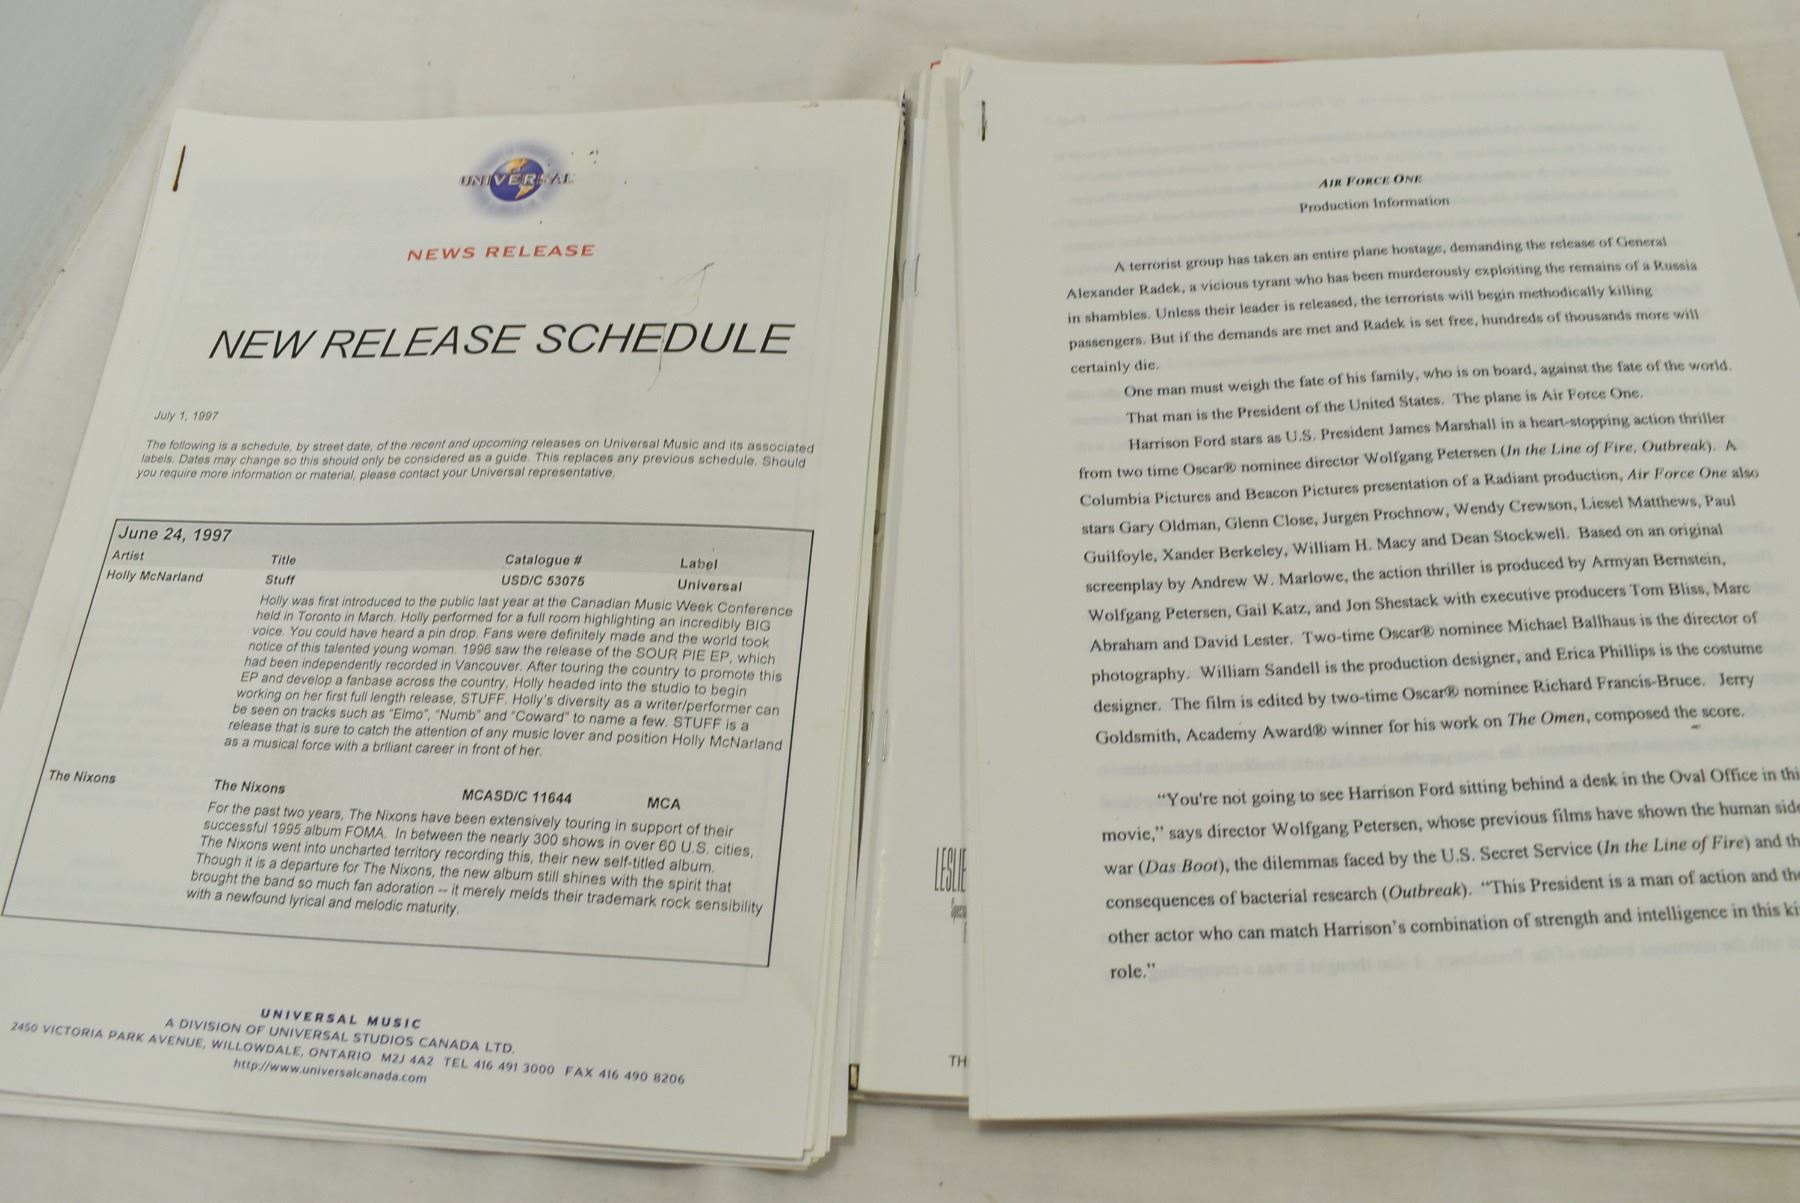 UNIVERSAL
NEWS RELEASE
NEW RELEASE SCHEDULE
July 1, 1997
The following is a schedule, by street date, of the recent and upcoming releases on Universal Music and its associated
labels. Dates may change so this should only be considered as a guide. This replaces any previous schedule. Should
you require more information or material, please contact your Universal representative.
June 24, 1997
Artist Title Catalogue # Label
Holly McNarland Stuff USD/C 53075 Universal
Holly was first introduced to the public last year at the Canadian Music Week Conference
held in Toronto in March. Holly performed for a full room highlighting an incredibly BIG
voice. You could have heard a pin drop. Fans were definitely made and the world took
notice of this talented young woman. 1996 saw the release of the SOUR PIE EP, which
had been independently recorded in Vancouver. After touring the country to promote this
EP and develop a fanbase across the country, Holly headed into the studio to begin
working on her first full length release, STUFF. Holly's diversity as a writer/performer can
be seen on tracks such as "Elmo", "Numb" and "Coward" to name a few. STUFF is a
release that is sure to catch the attention of any music lover and position Holly McNarland
as a musical force with a brlliant career in front of her.
The Nixons The Nixons MCASD/C 11644 MCA
For the past two years, The Nixons have been extensively touring in support of their
successful 1995 album FOMA. In between the nearly 300 shows in over 60 U.S. cities,
The Nixons went into uncharted territory recording this, their new self-titled album.
Though it is a departure for The Nixons, the new album still shines with the spirit that
brought the band so much fan adoration -- it merely melds their trademark rock sensibility
with a newfound lyrical and melodic maturity.
UNIVERSAL MUSIC
A DIVISION OF UNIVERSAL STUDIOS CANADA LTD.
2450 VICTORIA PARK AVENUE, WILLOWDALE, ONTARIO M2J 4A2 TEL 416 491 3000 FAX 416 490 8206
http://www.universalcanada.com
LESLIE
TH
AIR FORCE ONE
Production Information
A terrorist group has taken an entire plane hostage, demanding the release of General
Alexander Radek, a vicious tyrant who has been murderously exploiting the remains of a Russia
in shambles. Unless their leader is released, the terrorists will begin methodically killing
passengers. But if the demands are met and Radek is set free, hundreds of thousands more will
certainly die.
One man must weigh the fate of his family, who is on board, against the fate of the world.
That man is the President of the United States. The plane is Air Force One.
Harrison Ford stars as U.S. President James Marshall in a heart-stopping action thriller
from two time Oscar® nominee director Wolfgang Petersen (In the Line of Fire, Outbreak). A
Columbia Pictures and Beacon Pictures presentation of a Radiant production, Air Force One also
stars Gary Oldman, Glenn Close, Jurgen Prochnow, Wendy Crewson, Liesel Matthews, Paul
Guilfoyle, Xander Berkeley, William H. Macy and Dean Stockwell. Based on an original
screenplay by Andrew W. Marlowe, the action thriller is produced by Armyan Bernstein,
Wolfgang Petersen, Gail Katz, and Jon Shestack with executive producers Tom Bliss, Marc
Abraham and David Lester. Two-time Oscar® nominee Michael Ballhaus is the director of
photography. William Sandell is the production designer, and Erica Phillips is the costume
designer. The film is edited by two-time Oscar® nominee Richard Francis-Bruce. Jerry
Goldsmith, Academy Award® winner for his work on The Omen, composed the score.
"You're not going to see Harrison Ford sitting behind a desk in the Oval Office in thi
movie," says director Wolfgang Petersen, whose previous films have shown the human side
war (Das Boot), the dilemmas faced by the U.S. Secret Service (In the Line of Fire) and th
consequences of bacterial research (Outbreak). "This President is a man of action and the
other actor who can match Harrison's combination of strength and intelligence in this ki
role."